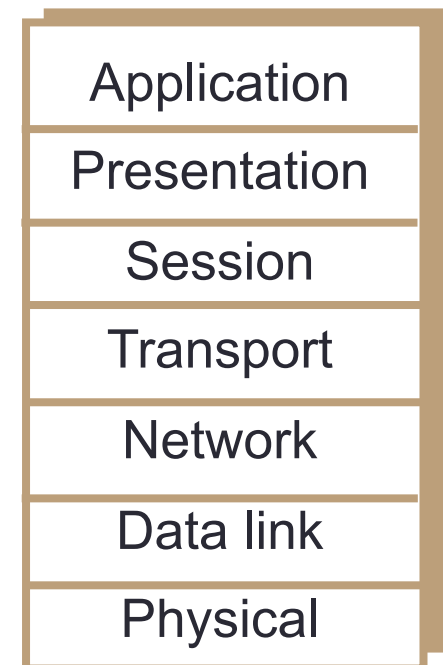 Application
Presentation
Session
Transport
Network
Data link
Physical